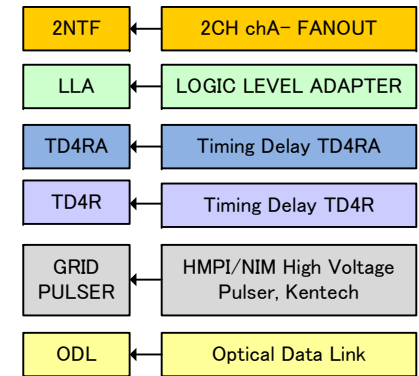 2NTF
2CH chA- FANOUT
LLA
LOGIC LEVEL ADAPTER
TD4RA
Timing Delay TD4RA
TD4R
Timing Delay TD4R
GRID
PULSER
HMPI/NIM High Voltage
Pulser, Kentech
ODL
Optical Data Link